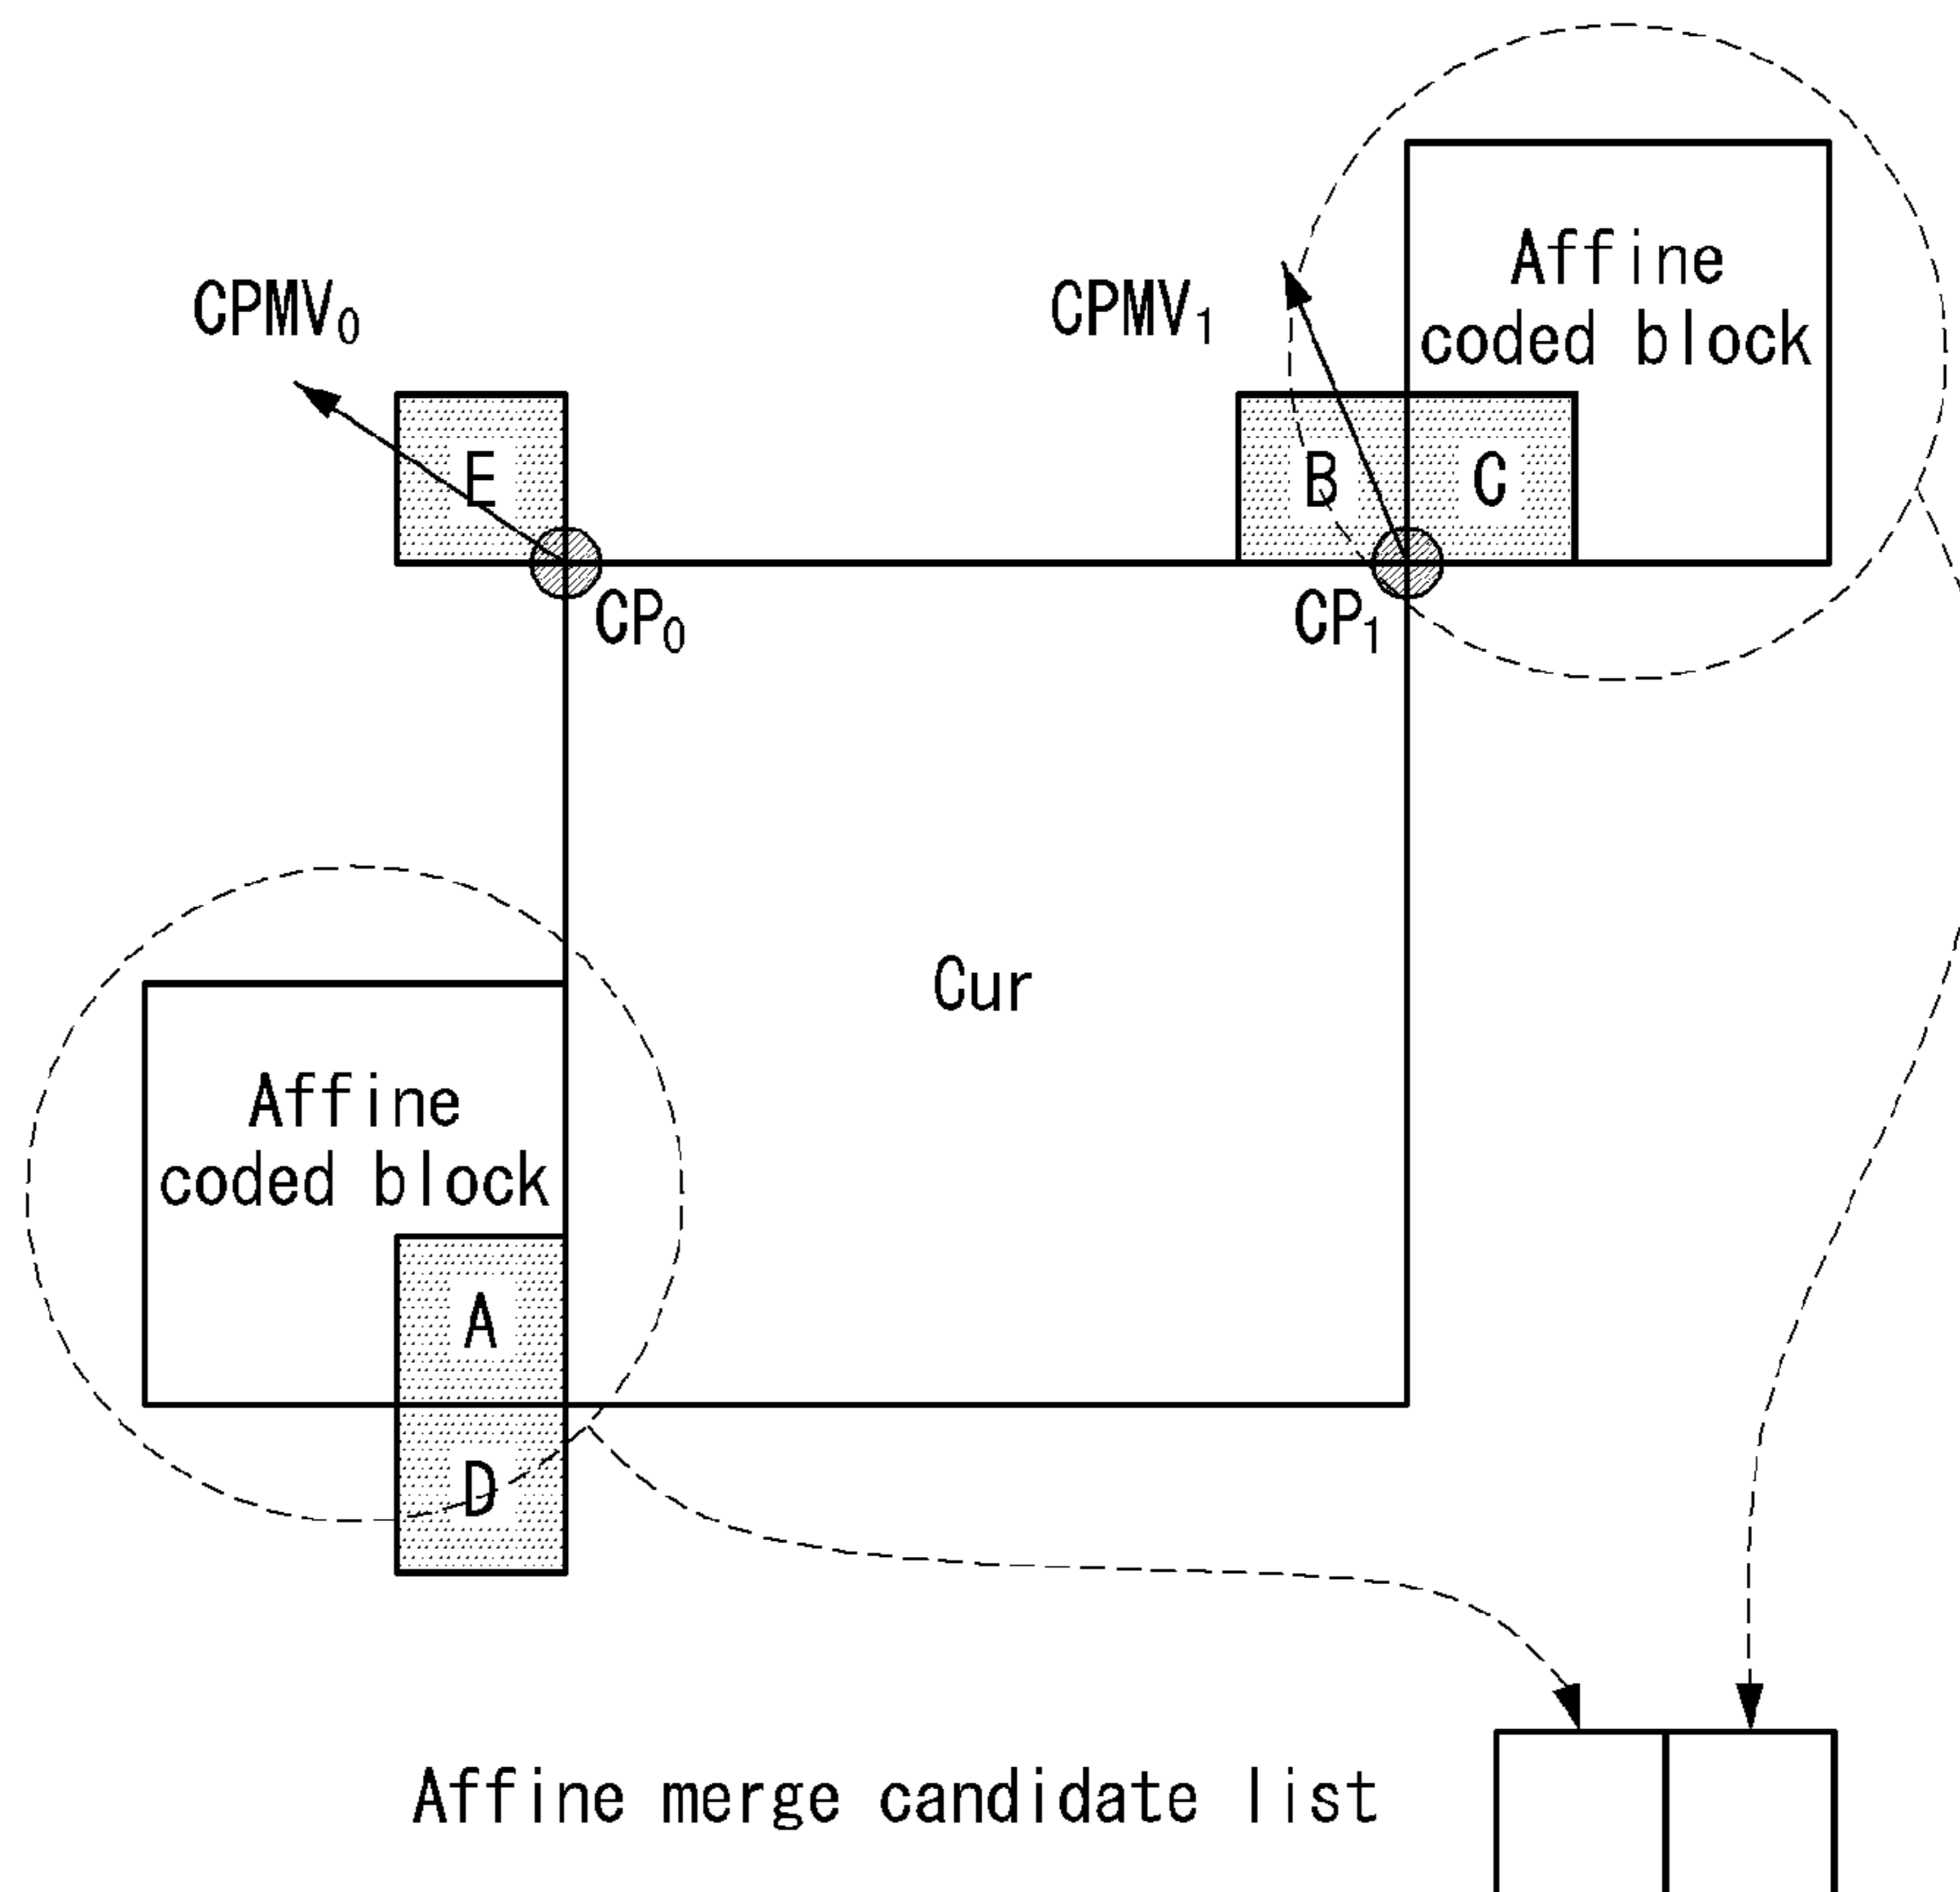 Affine
coded block
CPMV0
CPMV1
E
B
C
CP0
CP1
Cur
Affine
coded block
A
D
Affine merge candidate list